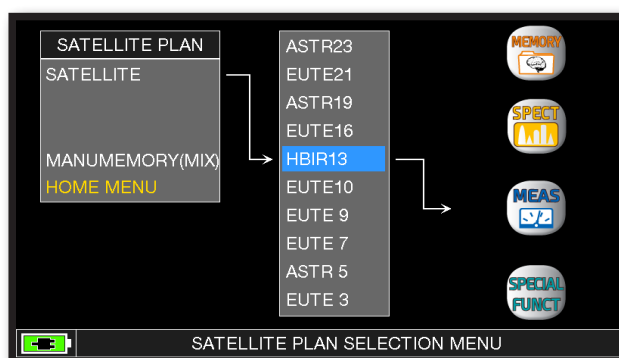 SATELLITE PLAN
SATELLITE
MANUMEMORY(MIX)
HOME MENU
ASTR23
EUTE21
ASTR19
EUTE16
HBIR13
EUTE10
EUTE 9
EUTE 7
ASTR 5
EUTE 3
MEMORY
SPECT
MEAS
SPECIAL
FUNCT
SATELLITE PLAN SELECTION MENU